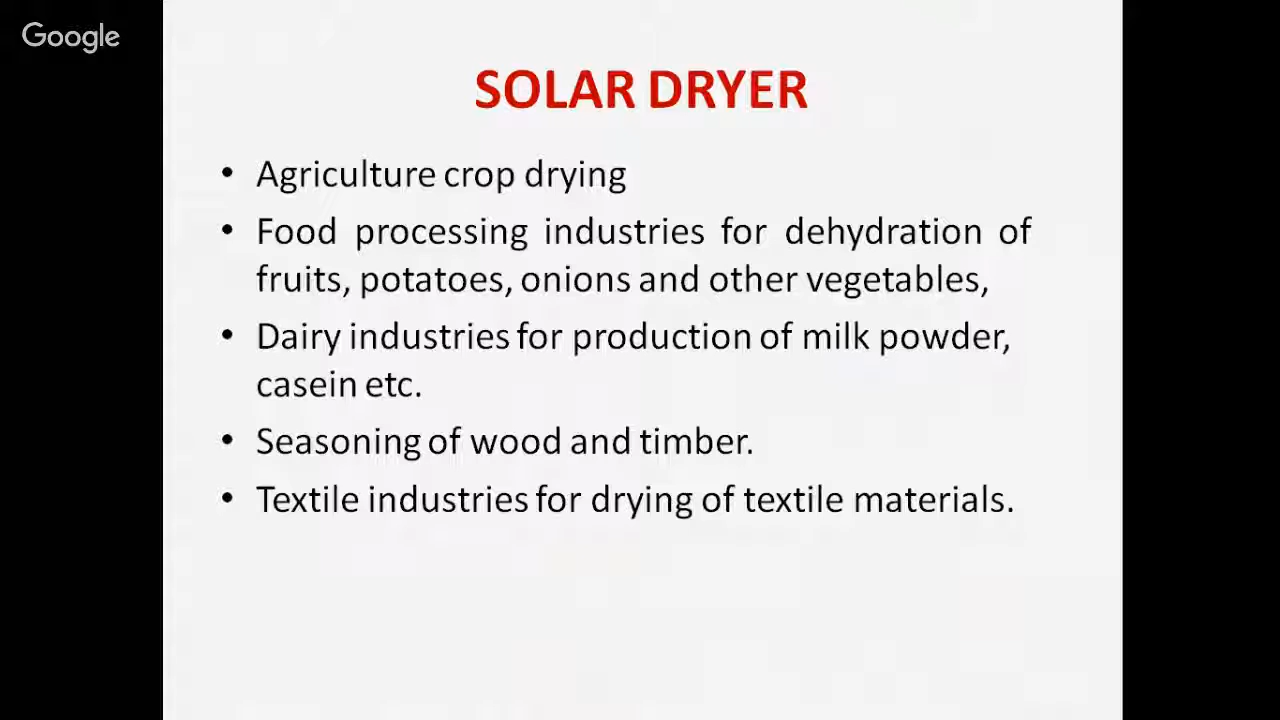 Google
SOLAR DRYER
• Agriculture crop drying
• Food processing industries for dehydration of
fruits, potatoes, onions and other vegetables,
• Dairy industries for production of milk powder,
casein etc.
• Seasoning of wood and timber.
• Textile industries for drying of textile materials.